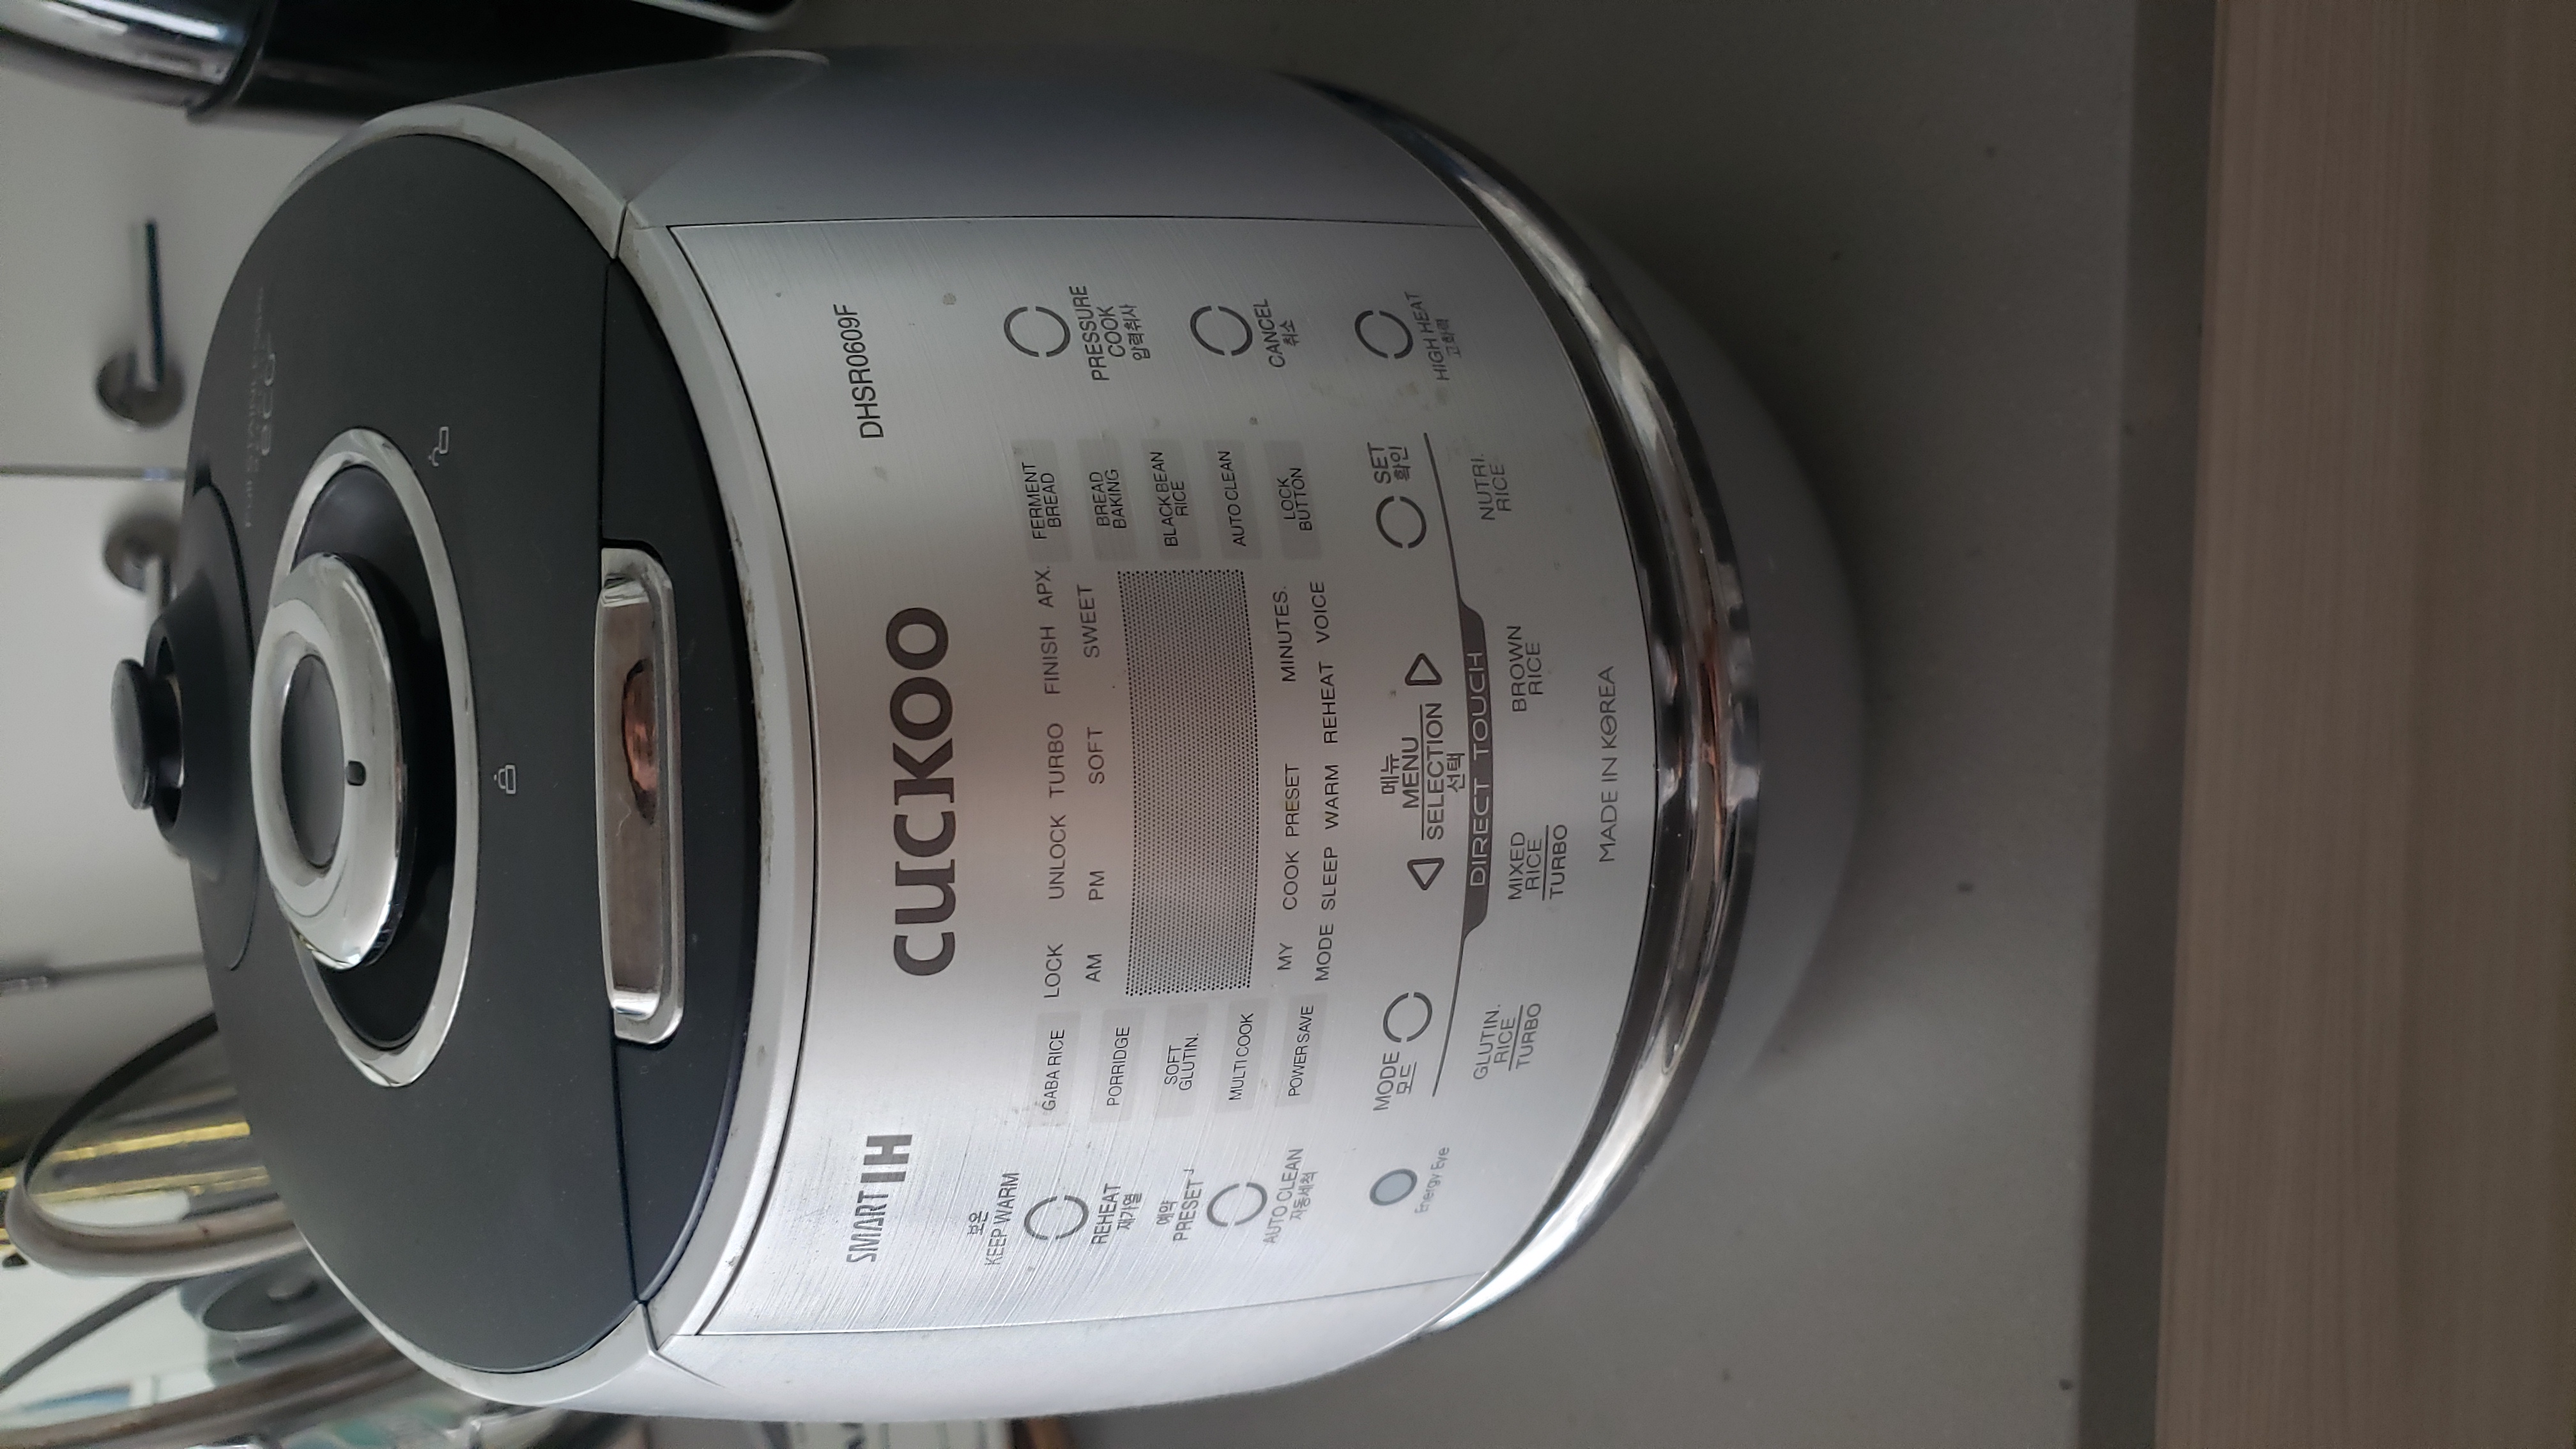 DHSR0609F
CUCKOO
SMART IH
보온
KEEP WARM
REHEAT
재가열
예약
PRESET
AUTO CLEAN
자동세척
Energy Eye
GABA RICE
PORRIDGE
SOFT
GLUTIN.
MULTI COOK
POWER SAVE
LOCK UNLOCK TURBO FINISH APX.
AM PM SOFT SWEET
MY COOK PRESET MINUTES.
MODE SLEEP WARM REHEAT VOICE
FERMENT
BREAD
BREAD
BAKING
BLACK BEAN
RICE
AUTO CLEAN
LOCK
BUTTON
PRESSURE
COOK
압력취사
CANCEL
취소
HIGH HEAT
고화력
MODE
모드
메뉴
MENU
SELECTION
선택
SET
확인
DIRECT TOUCH
GLUTIN.
RICE
TURBO
MIXED
RICE
TURBO
BROWN
RICE
NUTRI.
RICE
MADE IN KOREA